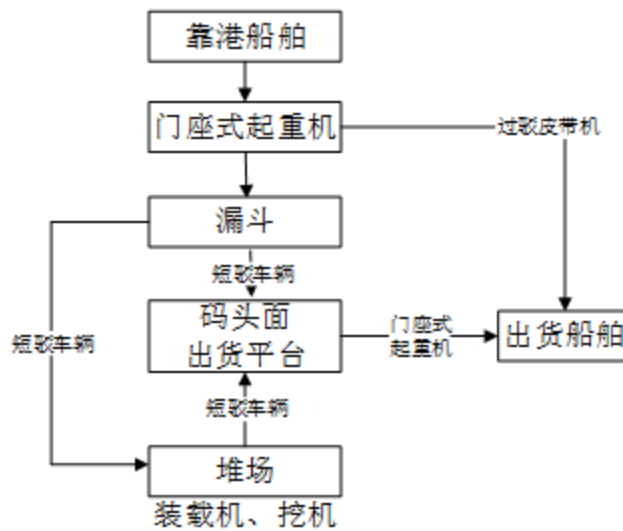 靠港船舶
门座式起重机
过驳皮带机
漏斗
短驳车辆
短驳车辆
码头面
出货平台
门座式
起重机
出货船舶
短驳车辆
堆场
装载机、挖机